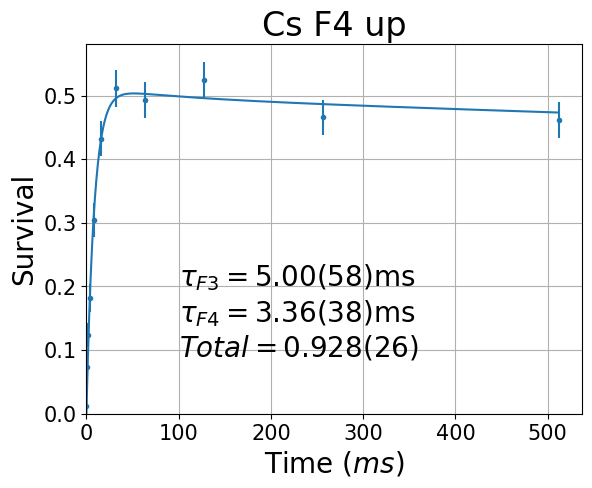 Cs F4 up
Survival
0.5
0.4
0.3
0.2
0.1
0.0
τF3 = 5.00(58)ms
τF4 = 3.36(38)ms
Total = 0.928(26)
0 100 200 300 400 500
Time (ms)